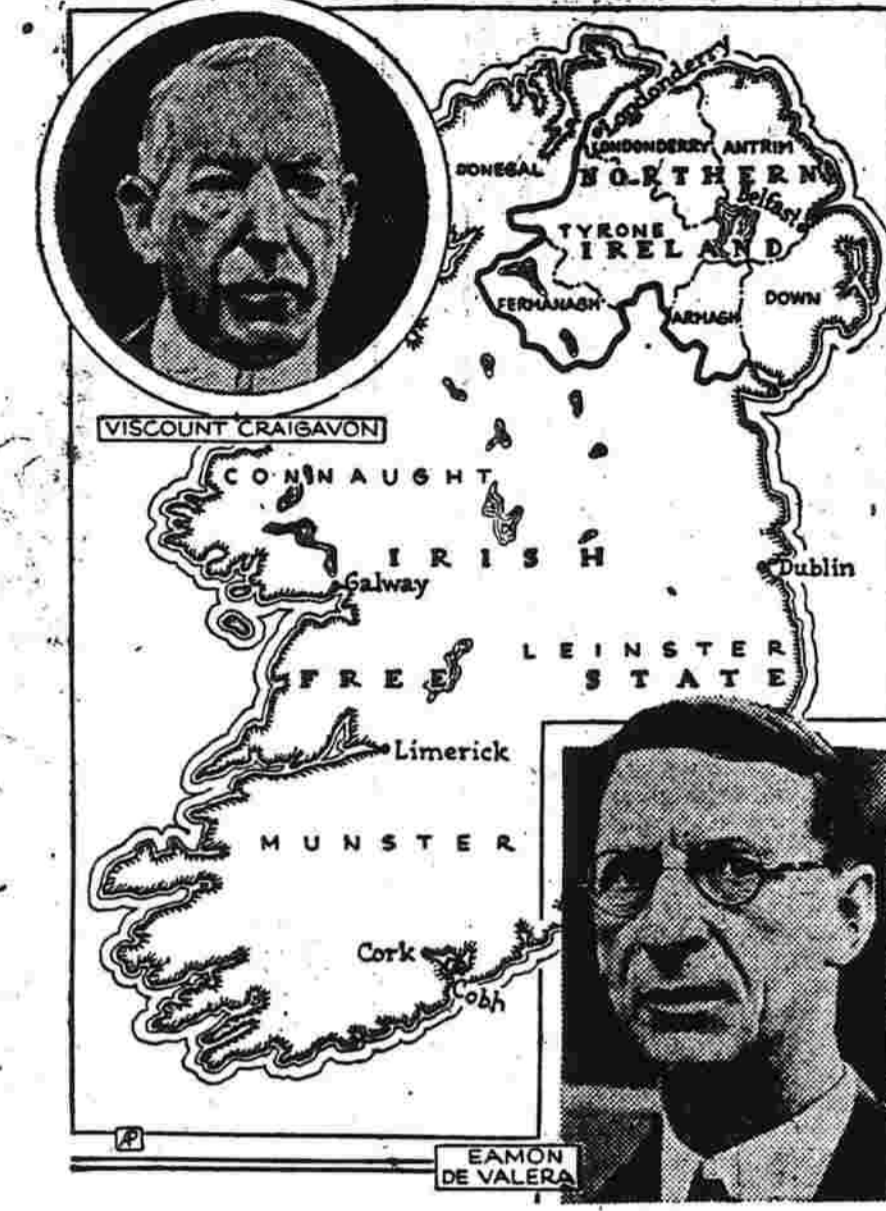 Londonderry
DONEGAL
LONDONDERRY
ANTRIM
NORTHERN
Belfast
TYRONE
IRELAND
FERMANAGH
ARMAGH
DOWN
VISCOUNT CRAIGAVON
CONNAUGHT
IRISH
Dublin
Galway
LEINSTER
FREE STATE
Limerick
MUNSTER
Cork
Cobh
AP
EAMON
DE VALERA